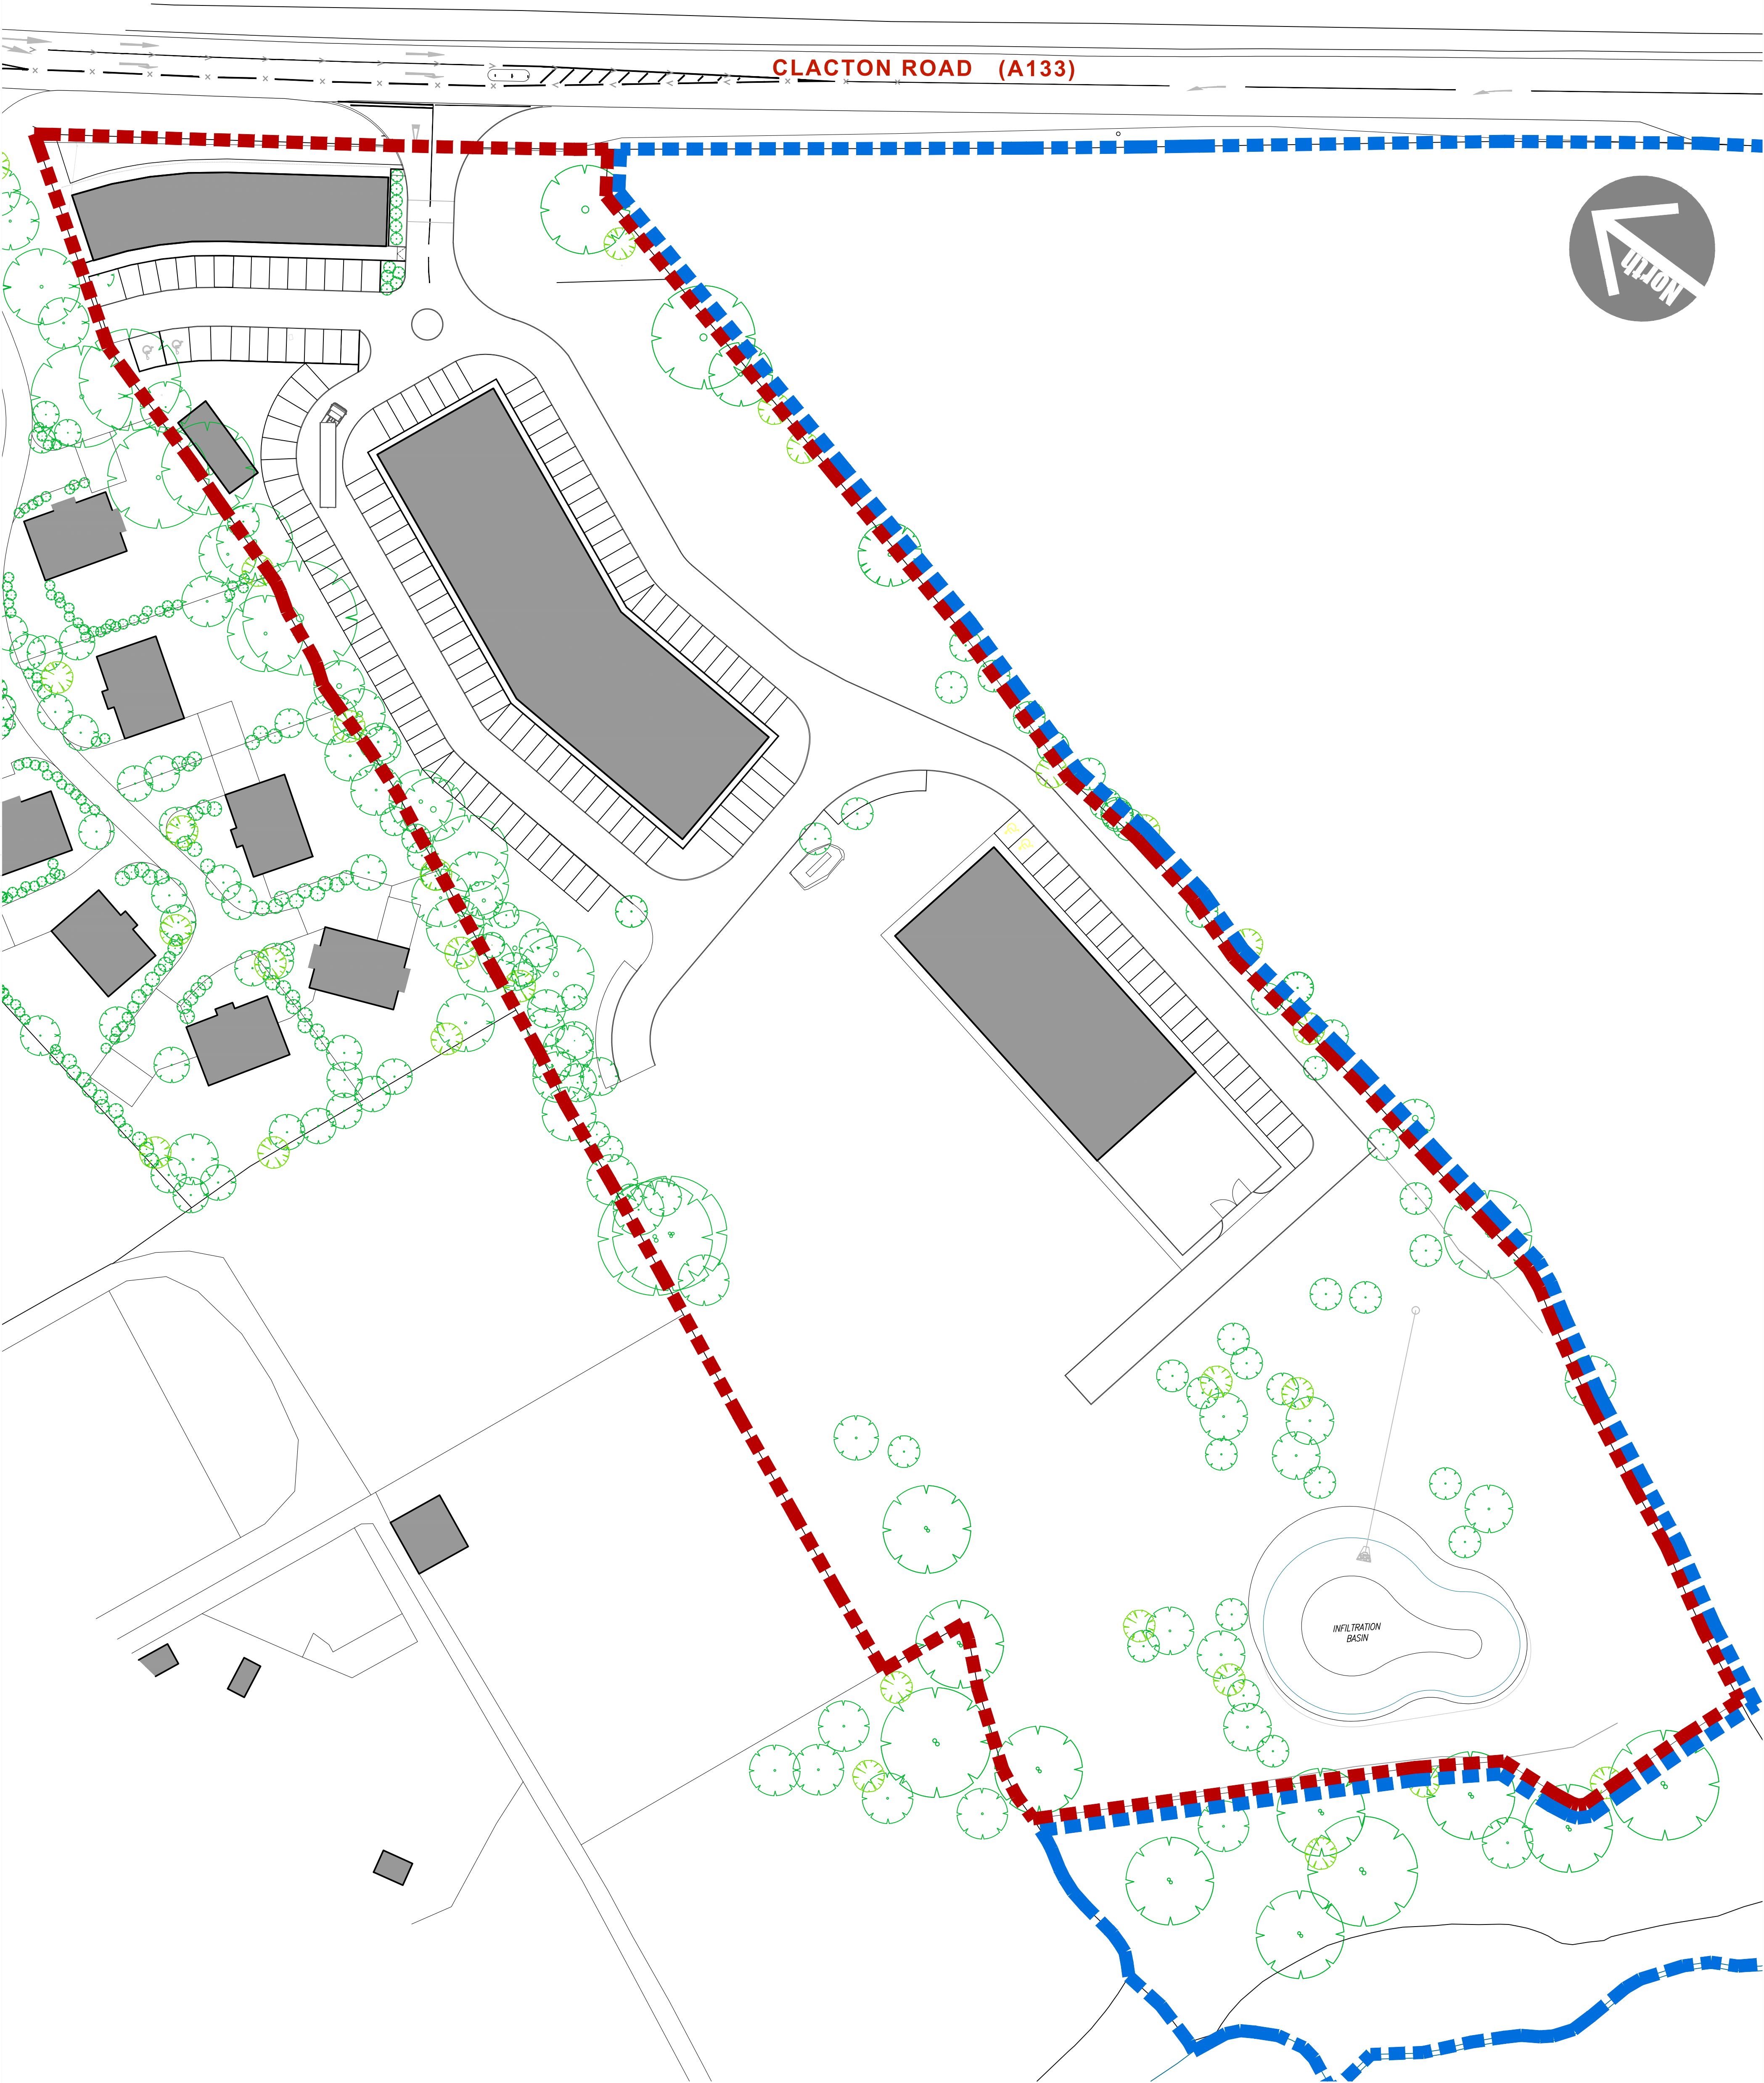 CLACTON ROAD (A133)
North
INFILTRATION
BASIN